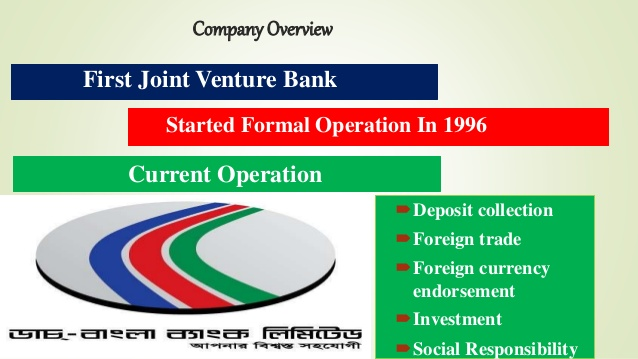 Company Overview
First Joint Venture Bank
Started Formal Operation In 1996
Current Operation
Deposit collection
Foreign trade
Foreign currency
endorsement
Investment
Social Responsibility
ডাচ্-বাংলা ব্যাংক লিমিটেড
আপনার বিশ্বস্ত সহযোগী